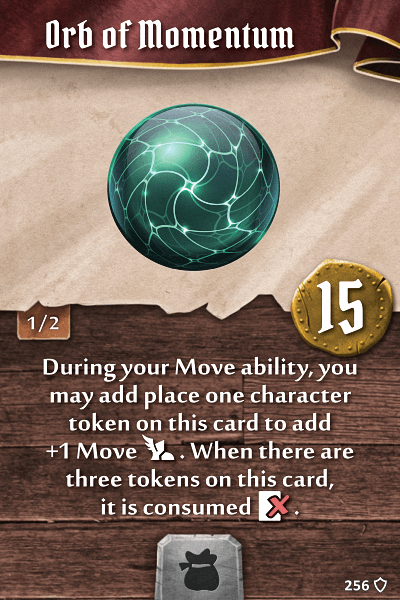 Orb of Momentum
1/2
15
During your Move ability, you
may add place one character
token on this card to add
+1 Move . When there are
three tokens on this card,
it is consumed .
256